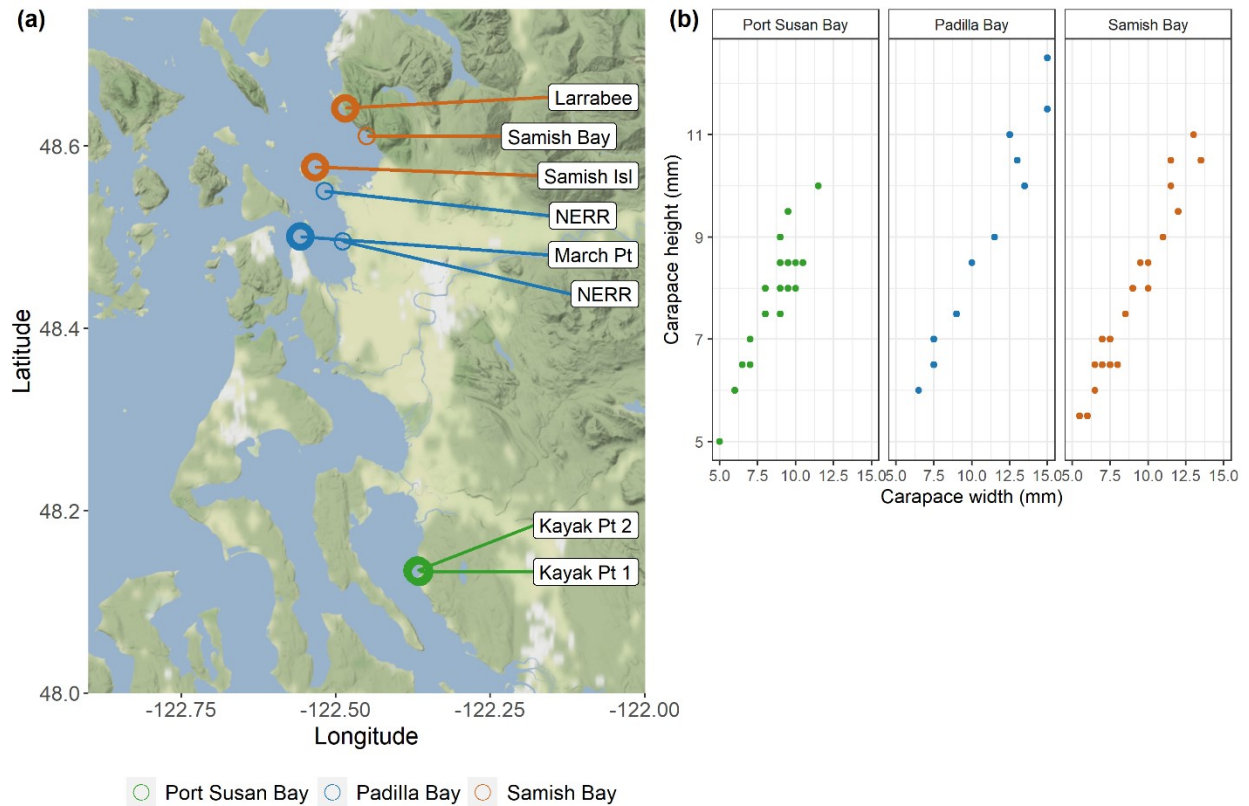 (a)
Larrabee
Samish Bay
Samish Isl
NERR
March Pt
NERR
Kayak Pt 2
Kayak Pt 1
48.6
48.4
48.2
48.0
Latitude
-122.75 -122.50 -122.25 -122.00
Longitude
Port Susan Bay Padilla Bay Samish Bay
(b)
Port Susan Bay Padilla Bay Samish Bay
11
9
7
5
Carapace height (mm)
5.0 7.5 10.0 12.5 15.0 5.0 7.5 10.0 12.5 15.0 5.0 7.5 10.0 12.5 15.0
Carapace width (mm)